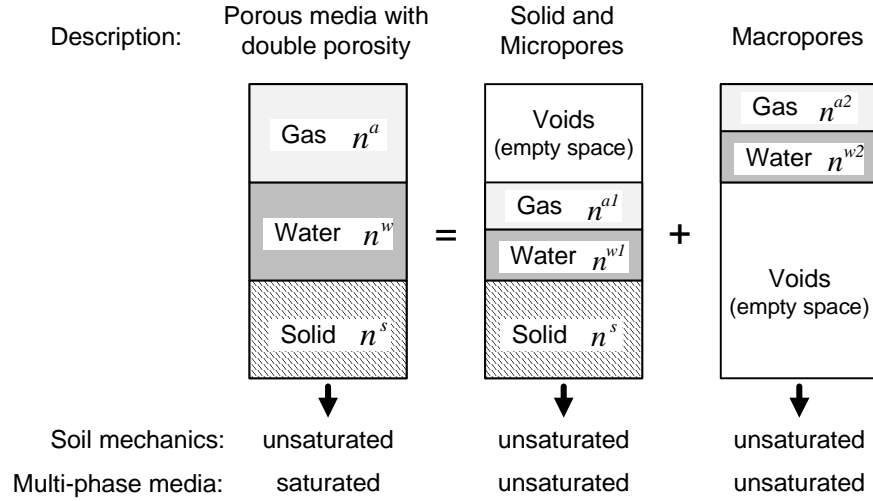 Description:
Porous media with
double porosity
Solid and
Micropores
Macropores
Gas n^a
Water n^w
Solid n^s
=
Voids
(empty space)
Gas n^{a1}
Water n^{w1}
Solid n^s
+
Gas n^{a2}
Water n^{w2}
Voids
(empty space)
Soil mechanics: unsaturated unsaturated unsaturated
Multi-phase media: saturated unsaturated unsaturated